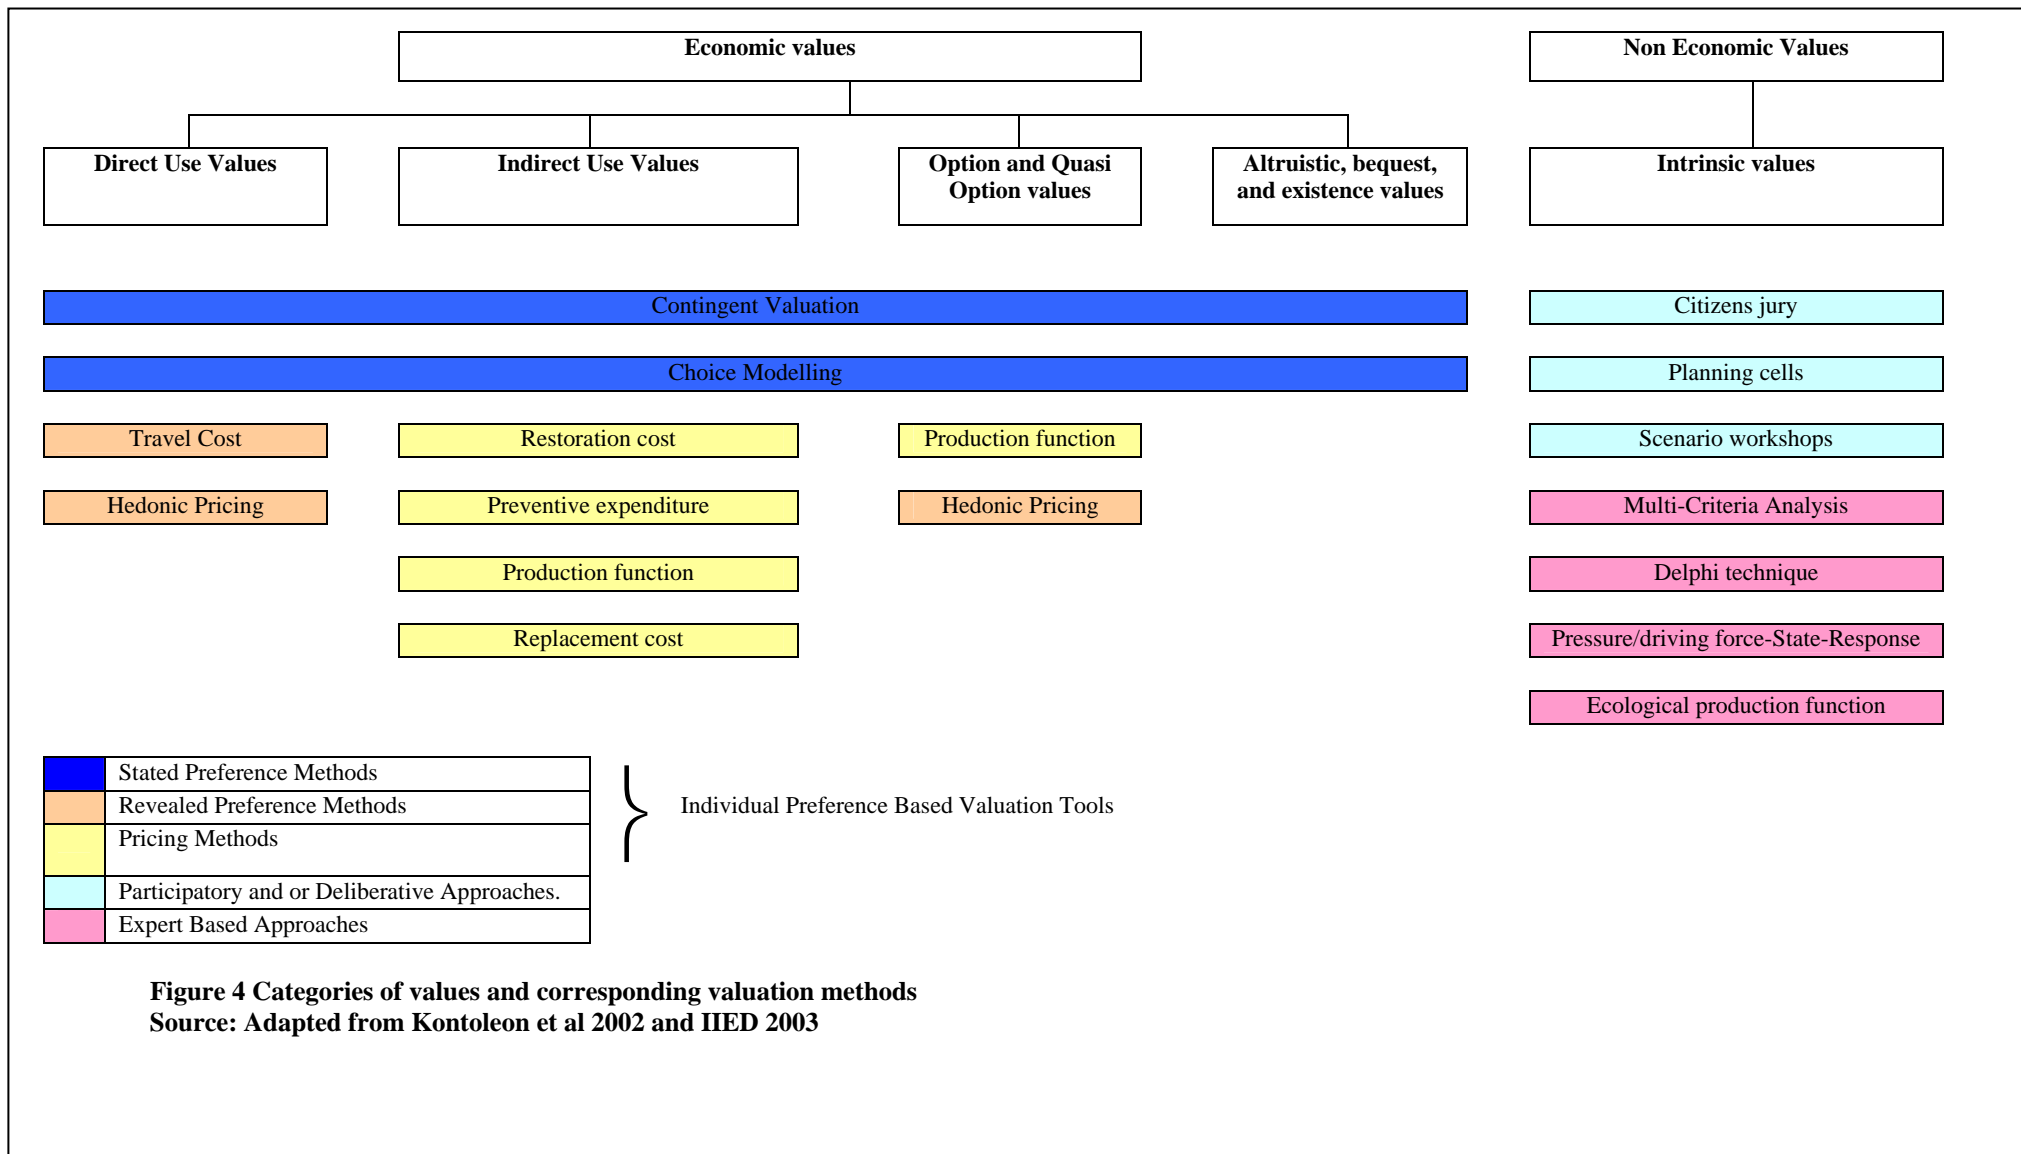 Economic values
Non Economic Values
Direct Use Values
Indirect Use Values
Option and Quasi
Option values
Altruistic, bequest,
and existence values
Intrinsic values
Contingent Valuation
Citizens jury
Choice Modelling
Planning cells
Travel Cost
Restoration cost
Production function
Scenario workshops
Hedonic Pricing
Preventive expenditure
Hedonic Pricing
Multi-Criteria Analysis
Production function
Delphi technique
Replacement cost
Pressure/driving force-State-Response
Ecological production function
Stated Preference Methods
Revealed Preference Methods
Individual Preference Based Valuation Tools
Pricing Methods
Participatory and or Deliberative Approaches.
Expert Based Approaches
Figure 4 Categories of values and corresponding valuation methods
Source: Adapted from Kontoleon et al 2002 and IIED 2003